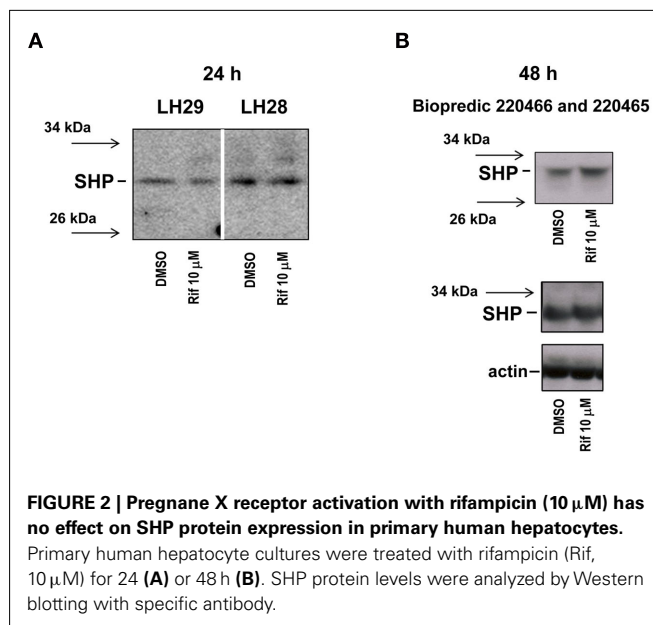 A
24 h
LH29 LH28
34 kDa
SHP
26 kDa
DMSO
Rif 10 μM
DMSO
Rif 10 μM
B
48 h
Biopredic 220466 and 220465
34 kDa
SHP
26 kDa
DMSO
Rif 10 μM
34 kDa
SHP
actin
DMSO
Rif 10 μM
FIGURE 2 | Pregnane X receptor activation with rifampicin (10 μM) has
no effect on SHP protein expression in primary human hepatocytes.
Primary human hepatocyte cultures were treated with rifampicin (Rif,
10 μM) for 24 (A) or 48 h (B). SHP protein levels were analyzed by Western
blotting with specific antibody.